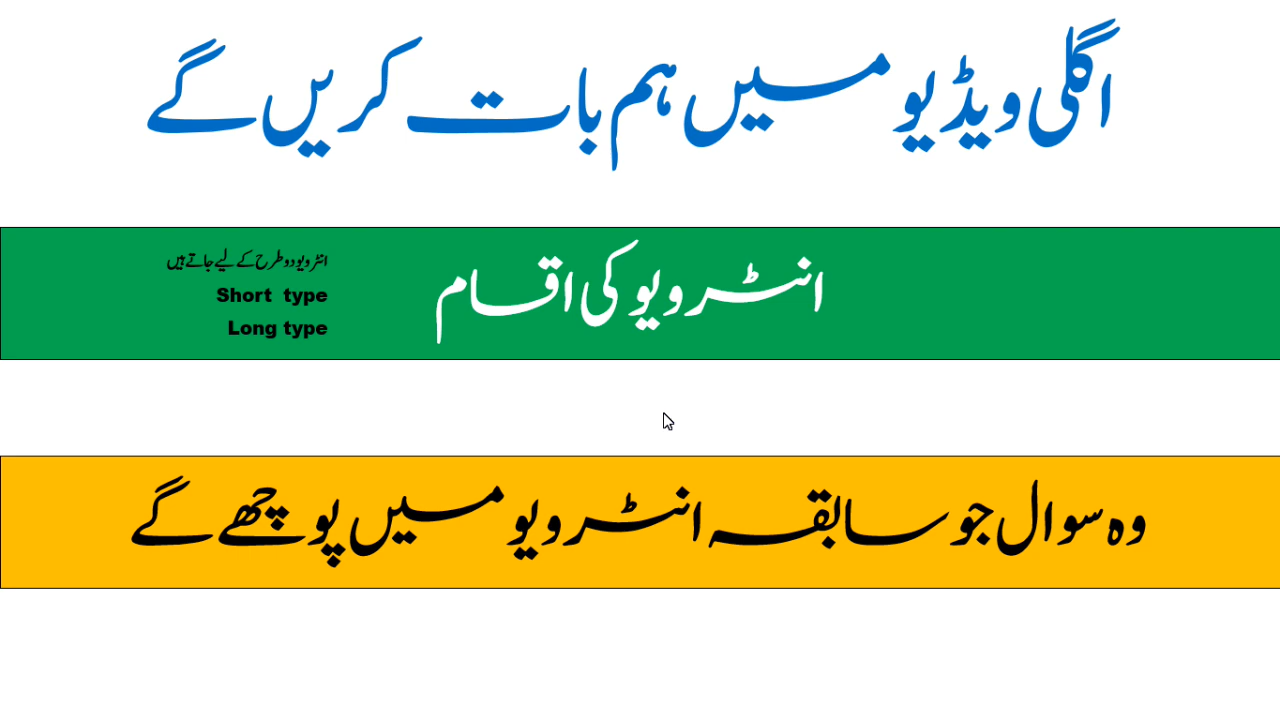 اگلی ویڈیو میں ہم بات کریں گے
انٹرویو کی اقسام
انٹرویو دو طرح کے لیے جاتے ہیں
Short type
Long type
وہ سوال جو سابقہ انٹرویو میں پوچھے گے